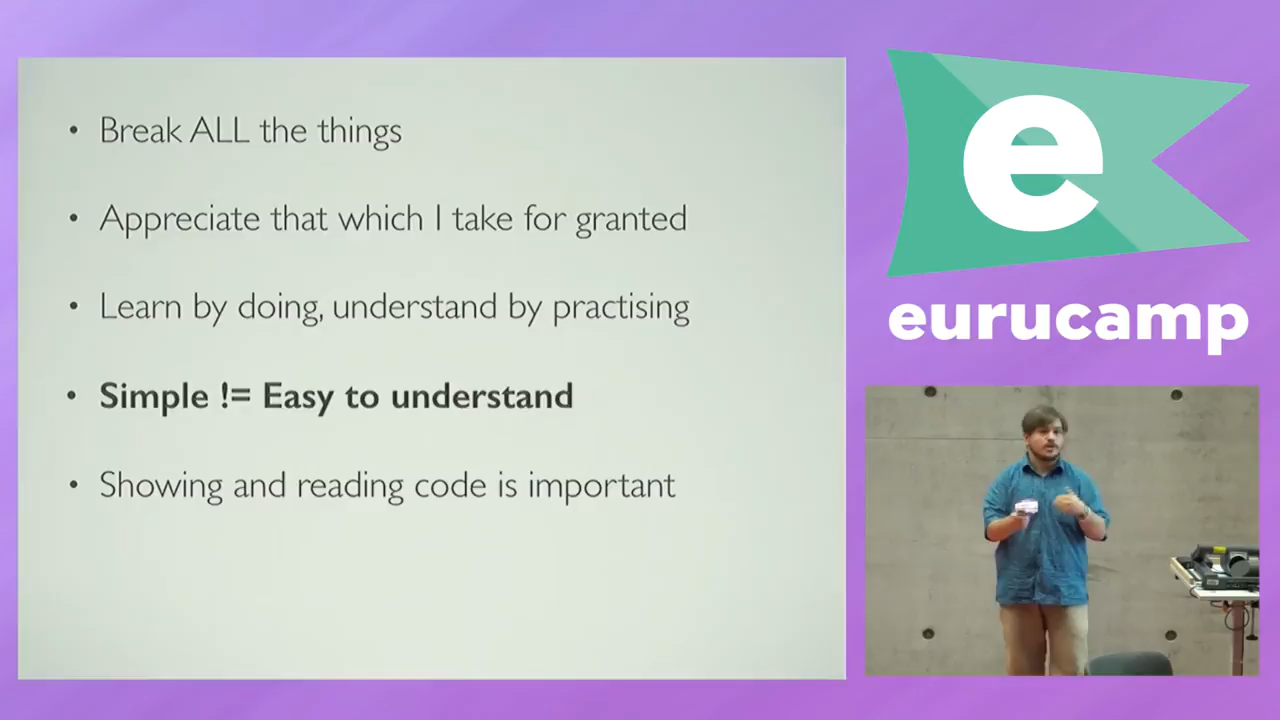 • Break ALL the things
• Appreciate that which I take for granted
• Learn by doing, understand by practising
• Simple != Easy to understand
• Showing and reading code is important
e
eurucamp